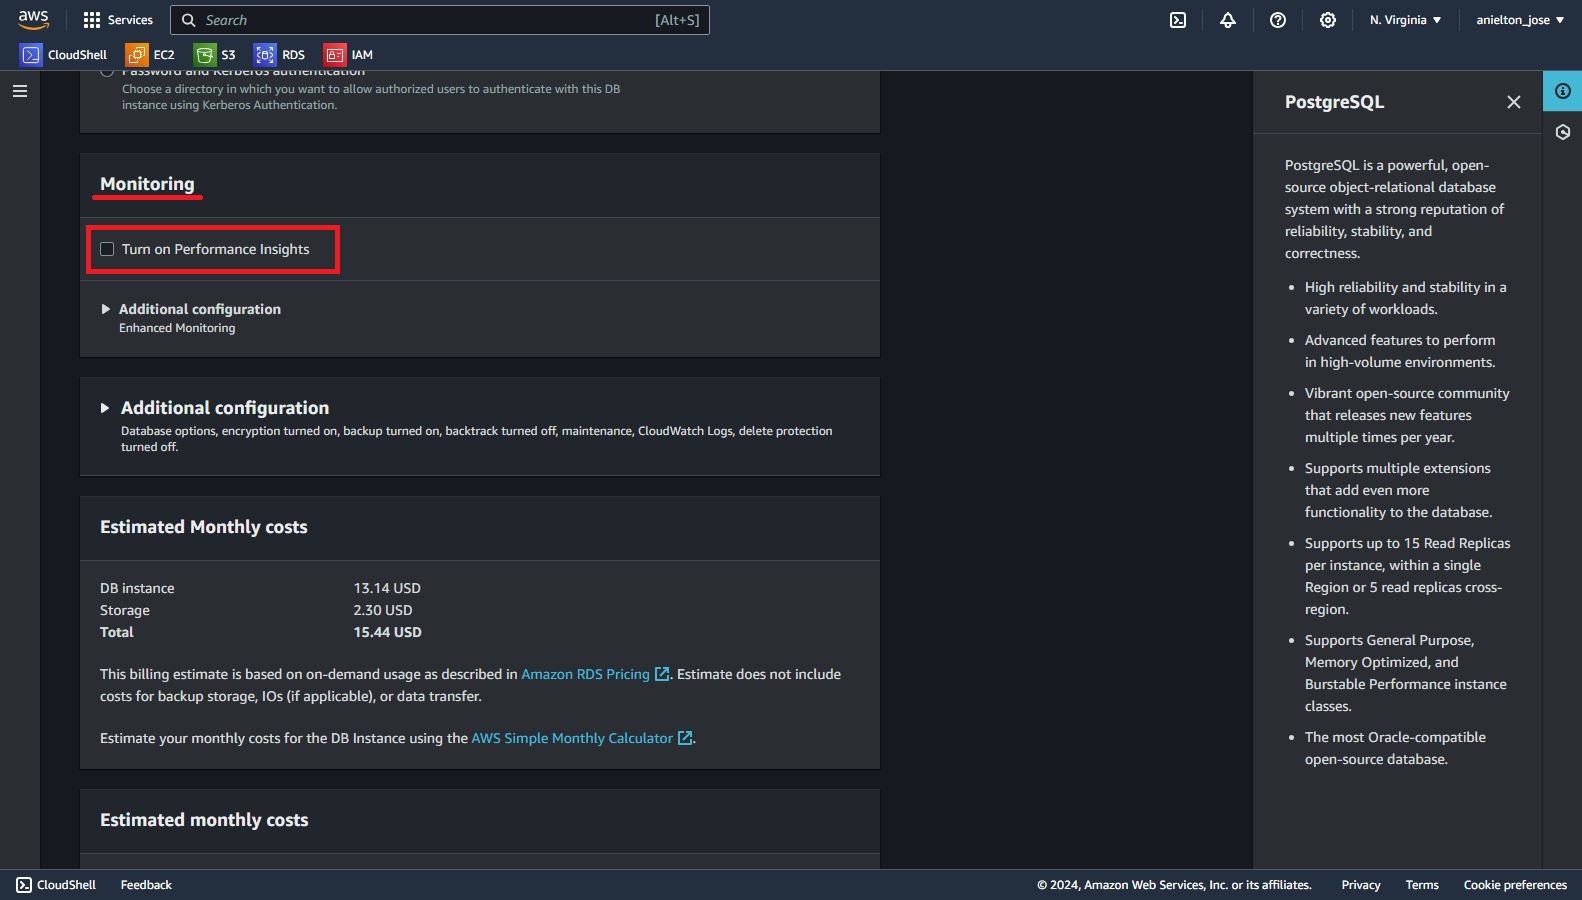 aws
Services
Search
[Alt+S]
N. Virginia
anielton_jose
CloudShell
EC2
S3
RDS
IAM
Password and Kerberos authentication
Choose a directory in which you want to allow authorized users to authenticate with this DB
instance using Kerberos Authentication.
Monitoring
Turn on Performance Insights
Additional configuration
Enhanced Monitoring
Additional configuration
Database options, encryption turned on, backup turned on, backtrack turned off, maintenance, CloudWatch Logs, delete protection
turned off.
Estimated Monthly costs
DB instance 13.14 USD
Storage 2.30 USD
Total 15.44 USD
This billing estimate is based on on-demand usage as described in Amazon RDS Pricing. Estimate does not include
costs for backup storage, IOs (if applicable), or data transfer.
Estimate your monthly costs for the DB Instance using the AWS Simple Monthly Calculator.
Estimated monthly costs
PostgreSQL
PostgreSQL is a powerful, open-
source object-relational database
system with a strong reputation of
reliability, stability, and
correctness.
• High reliability and stability in a
variety of workloads.
• Advanced features to perform
in high-volume environments.
• Vibrant open-source community
that releases new features
multiple times per year.
• Supports multiple extensions
that add even more
functionality to the database.
• Supports up to 15 Read Replicas
per instance, within a single
Region or 5 read replicas cross-
region.
• Supports General Purpose,
Memory Optimized, and
Burstable Performance instance
classes.
• The most Oracle-compatible
open-source database.
CloudShell
Feedback
© 2024, Amazon Web Services, Inc. or its affiliates.
Privacy
Terms
Cookie preferences